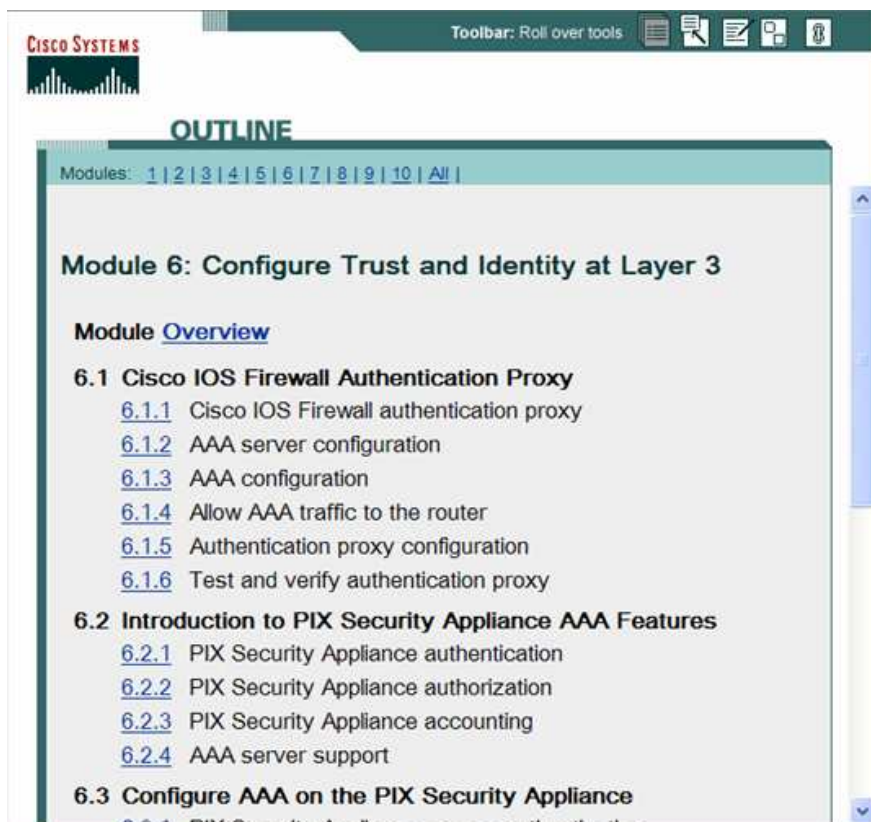 Toolbar: Roll over tools
CISCO SYSTEMS
OUTLINE
Modules: 1 | 2 | 3 | 4 | 5 | 6 | 7 | 8 | 9 | 10 | All |
Module 6: Configure Trust and Identity at Layer 3
Module Overview
6.1 Cisco IOS Firewall Authentication Proxy
6.1.1 Cisco IOS Firewall authentication proxy
6.1.2 AAA server configuration
6.1.3 AAA configuration
6.1.4 Allow AAA traffic to the router
6.1.5 Authentication proxy configuration
6.1.6 Test and verify authentication proxy
6.2 Introduction to PIX Security Appliance AAA Features
6.2.1 PIX Security Appliance authentication
6.2.2 PIX Security Appliance authorization
6.2.3 PIX Security Appliance accounting
6.2.4 AAA server support
6.3 Configure AAA on the PIX Security Appliance